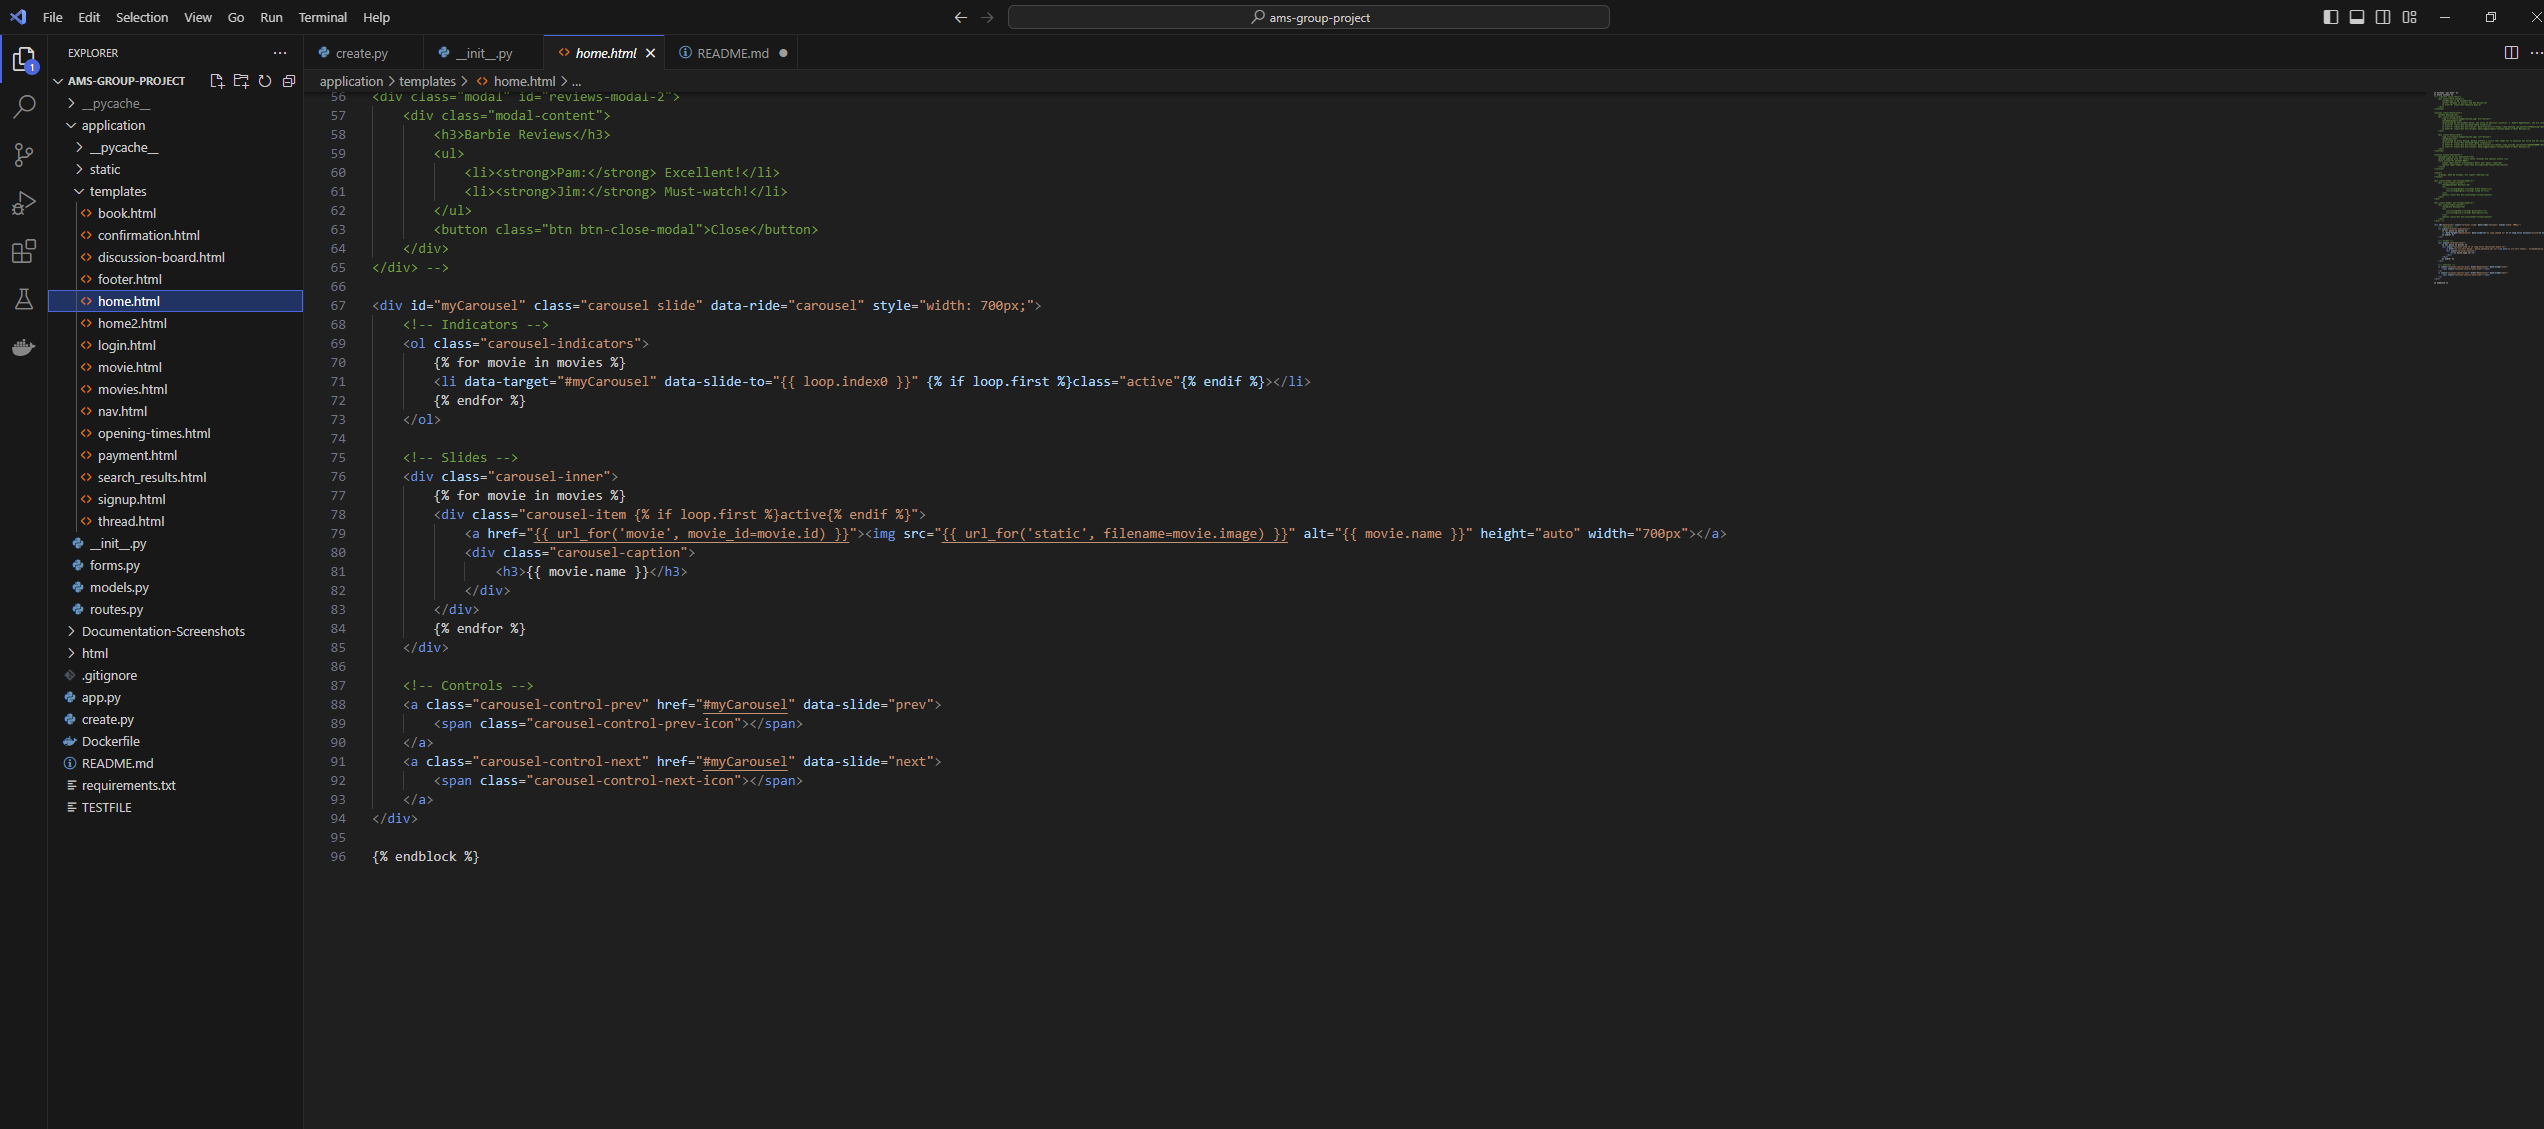 File Edit Selection View Go Run Terminal Help
ams-group-project
EXPLORER
AMS-GROUP-PROJECT
__pycache__
application
__pycache__
static
templates
book.html
confirmation.html
discussion-board.html
footer.html
home.html
home2.html
login.html
movie.html
movies.html
nav.html
opening-times.html
payment.html
search_results.html
signup.html
thread.html
__init__.py
forms.py
models.py
routes.py
Documentation-Screenshots
html
.gitignore
app.py
create.py
Dockerfile
README.md
requirements.txt
TESTFILE
1
create.py __init__.py home.html README.md
application > templates > home.html > ...
56 <div class="modal" id="reviews-modal-2">
57 <div class="modal-content">
58 <h3>Barbie Reviews</h3>
59 <ul>
60 <li><strong>Pam:</strong> Excellent!</li>
61 <li><strong>Jim:</strong> Must-watch!</li>
62 </ul>
63 <button class="btn btn-close-modal">Close</button>
64 </div>
65 </div> -->
66
67 <div id="myCarousel" class="carousel slide" data-ride="carousel" style="width: 700px;">
68 <!-- Indicators -->
69 <ol class="carousel-indicators">
70 {% for movie in movies %}
71 <li data-target="#myCarousel" data-slide-to="{{ loop.index0 }}" {% if loop.first %}class="active"{% endif %}></li>
72 {% endfor %}
73 </ol>
74
75 <!-- Slides -->
76 <div class="carousel-inner">
77 {% for movie in movies %}
78 <div class="carousel-item {% if loop.first %}active{% endif %}">
79 <a href="{{ url_for('movie', movie_id=movie.id) }}"><img src="{{ url_for('static', filename=movie.image) }}" alt="{{ movie.name }}" height="auto" width="700px"></a>
80 <div class="carousel-caption">
81 <h3>{{ movie.name }}</h3>
82 </div>
83 </div>
84 {% endfor %}
85 </div>
86
87 <!-- Controls -->
88 <a class="carousel-control-prev" href="#myCarousel" data-slide="prev">
89 <span class="carousel-control-prev-icon"></span>
90 </a>
91 <a class="carousel-control-next" href="#myCarousel" data-slide="next">
92 <span class="carousel-control-next-icon"></span>
93 </a>
94 </div>
95
96 {% endblock %}